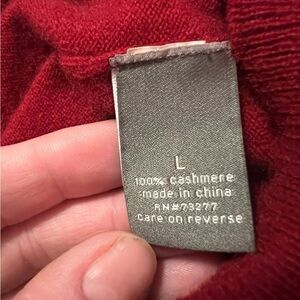 L
100% cashmere
made in china
RN#73277
care on reverse